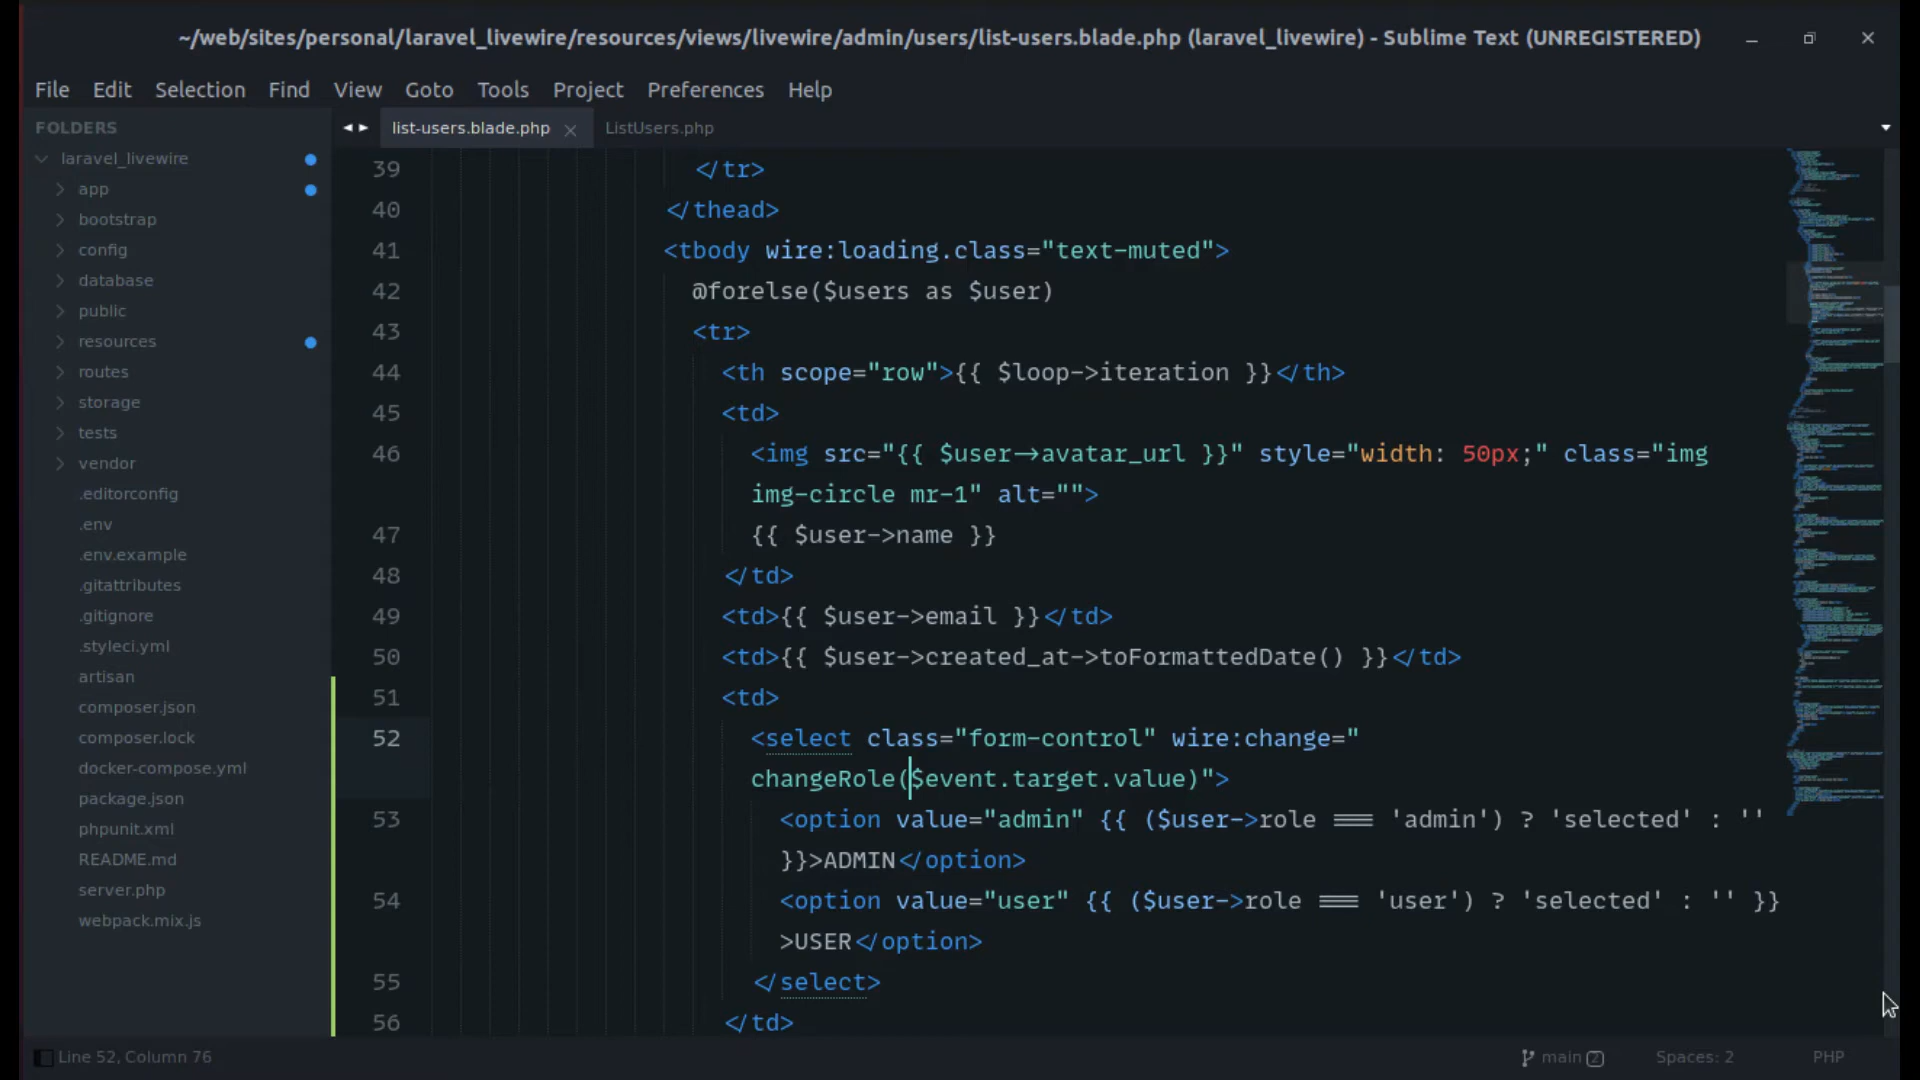 ~/web/sites/personal/laravel_livewire/resources/views/livewire/admin/users/list-users.blade.php (laravel_livewire) - Sublime Text (UNREGISTERED)
File Edit Selection Find View Goto Tools Project Preferences Help
FOLDERS
laravel_livewire
app
bootstrap
config
database
public
resources
routes
storage
tests
vendor
.editorconfig
.env
.env.example
.gitattributes
.gitignore
.styleci.yml
artisan
composer.json
composer.lock
docker-compose.yml
package.json
phpunit.xml
README.md
server.php
webpack.mix.js
list-users.blade.php ListUsers.php
39 </tr>
40 </thead>
41 <tbody wire:loading.class="text-muted">
42 @forelse($users as $user)
43 <tr>
44 <th scope="row">{{ $loop->iteration }}</th>
45 <td>
46 <img src="{{ $user->avatar_url }}" style="width: 50px;" class="img
img-circle mr-1" alt="">
47 {{ $user->name }}
48 </td>
49 <td>{{ $user->email }}</td>
50 <td>{{ $user->created_at->toFormattedDate() }}</td>
51 <td>
52 <select class="form-control" wire:change="
changeRole($event.target.value)">
53 <option value="admin" {{ ($user->role === 'admin') ? 'selected' : ''
}}>ADMIN</option>
54 <option value="user" {{ ($user->role === 'user') ? 'selected' : '' }}
>USER</option>
55 </select>
56 </td>
Line 52, Column 76
main 2 Spaces: 2 PHP